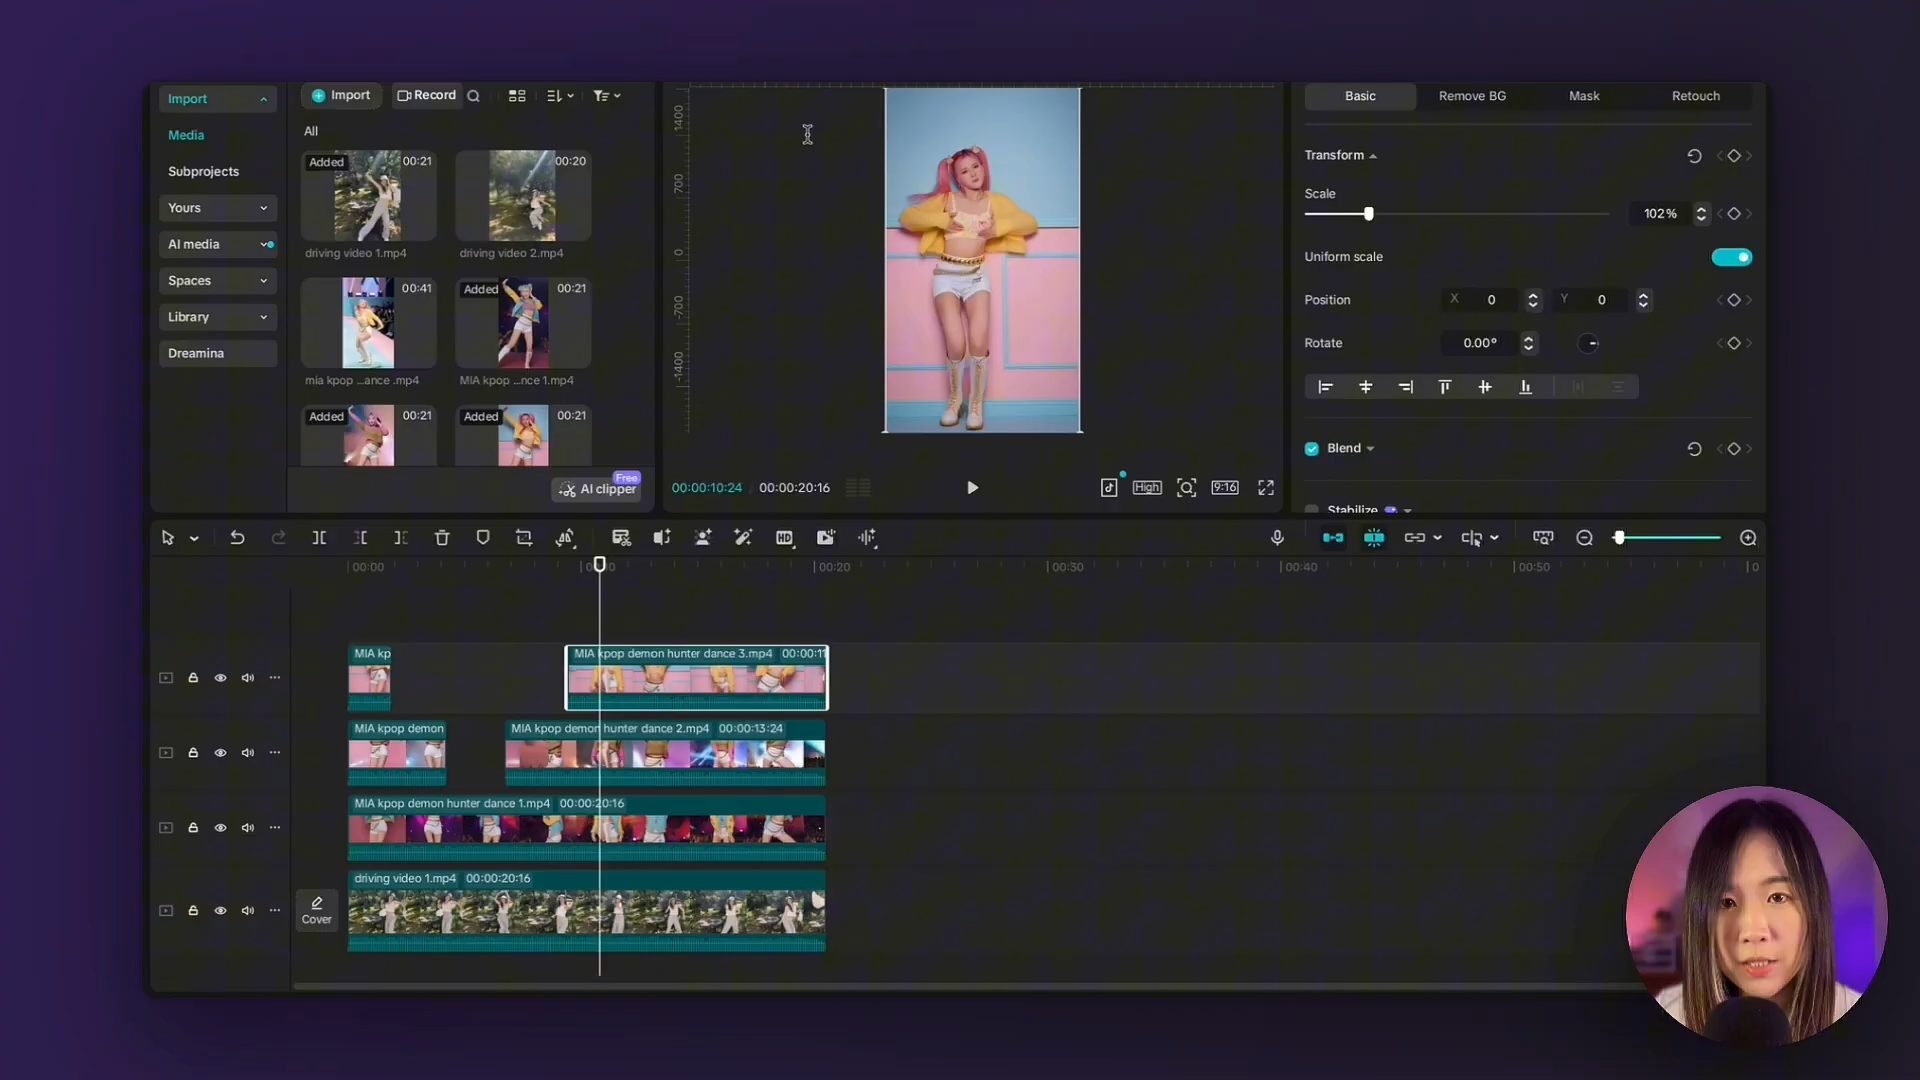 Import
Media
Subprojects
Yours
AI media
Spaces
Library
Dreamina
Import
Record
All
Added 00:21
driving video 1.mp4
00:20
driving video 2.mp4
00:41
mia kpop ...ance .mp4
Added 00:21
MIA kpop ...nce 1.mp4
Added 00:21
Added 00:21
Free
AI clipper
1400
700
0
-700
-1400
00:00:10:24 / 00:00:20:16
High
9:16
Basic Remove BG Mask Retouch
Transform
Scale
102%
Uniform scale
Position X 0 Y 0
Rotate 0.00°
Blend
Stabilize
HD
00:00 00:20 00:30 00:40 00:50 0
MIA kp
MIA kpop demon hunter dance 3.mp4 00:00:11
MIA kpop demon
MIA kpop demon hunter dance 2.mp4 00:00:13:24
MIA kpop demon hunter dance 1.mp4 00:00:20:16
driving video 1.mp4 00:00:20:16
Cover